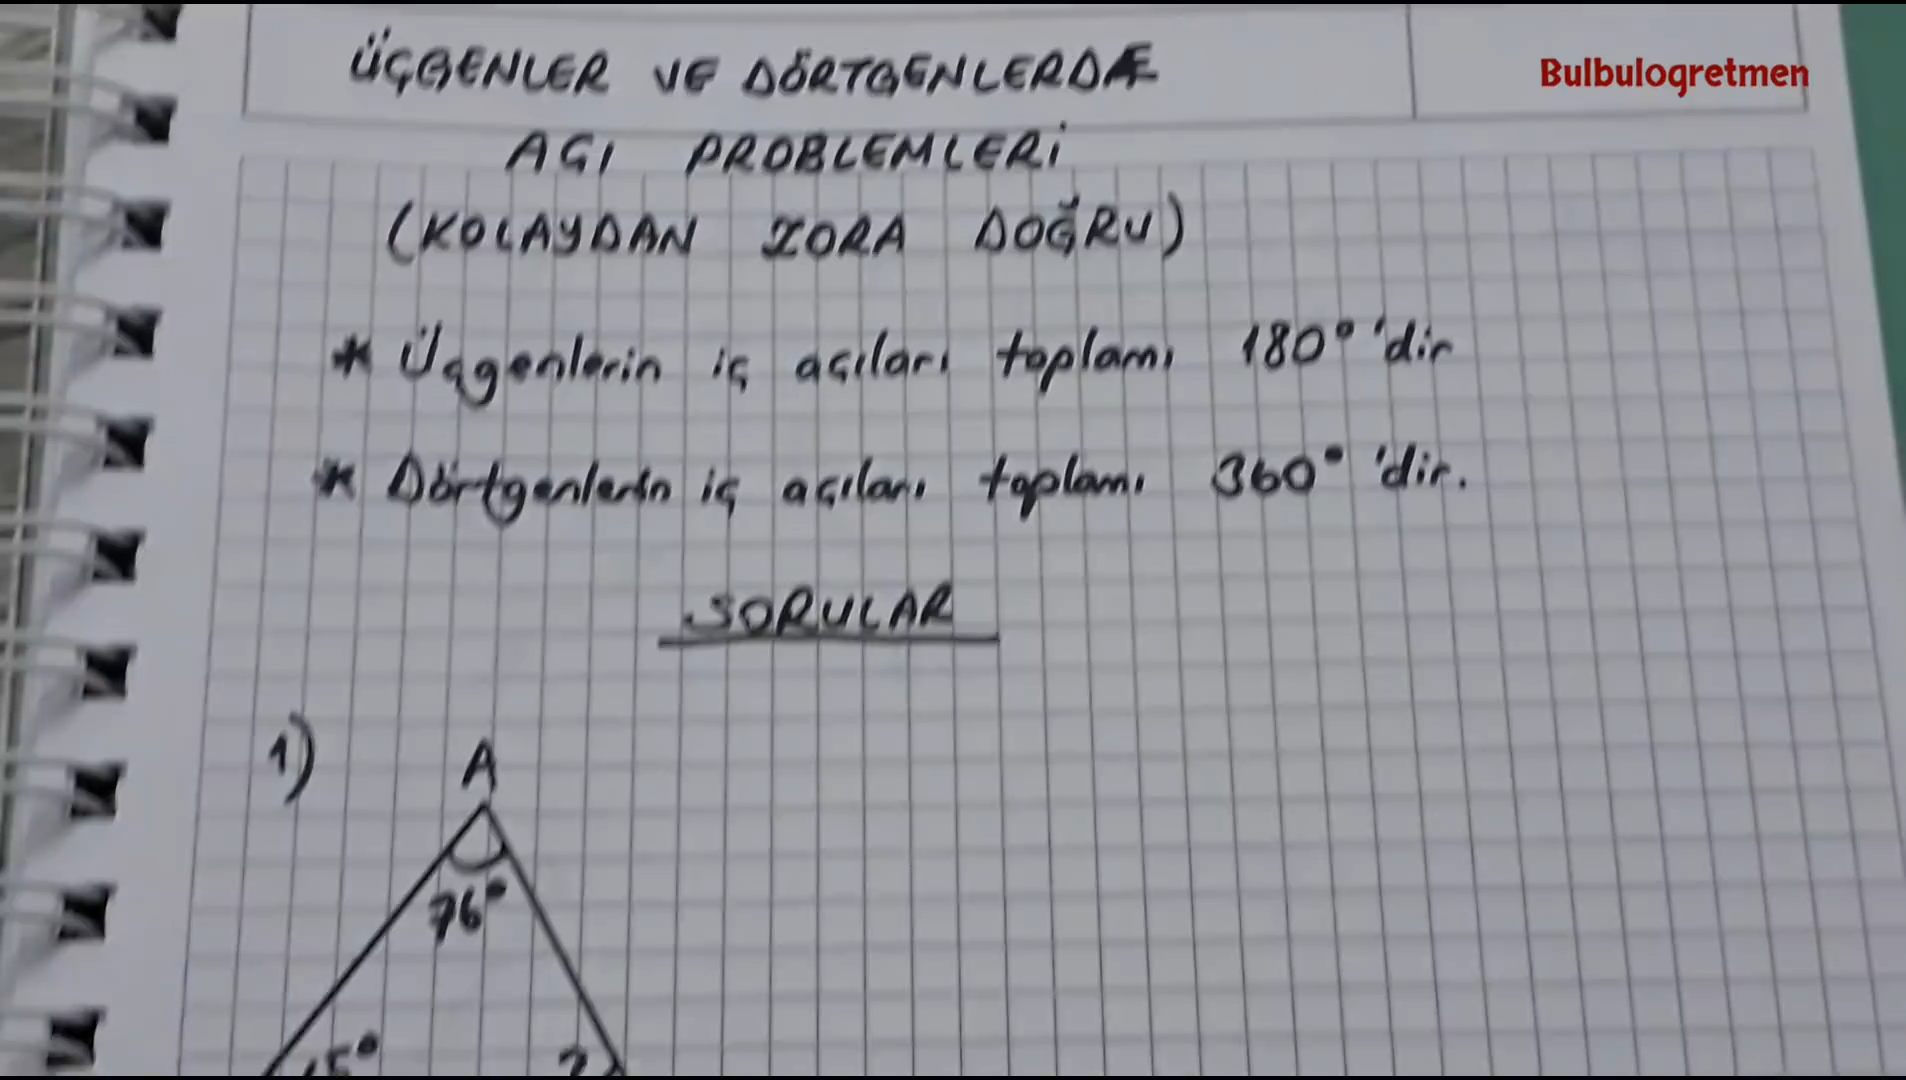 ÜÇGENLER VE DÖRTGENLERDE
Bulbulogretmen
AÇI PROBLEMLERİ
(KOLAYDAN ZORA DOĞRU)
* Üçgenlerin iç açıları toplamı 180°'dir
* Dörtgenlerin iç açıları toplamı 360°'dir.
SORULAR
1)
A
76°
?